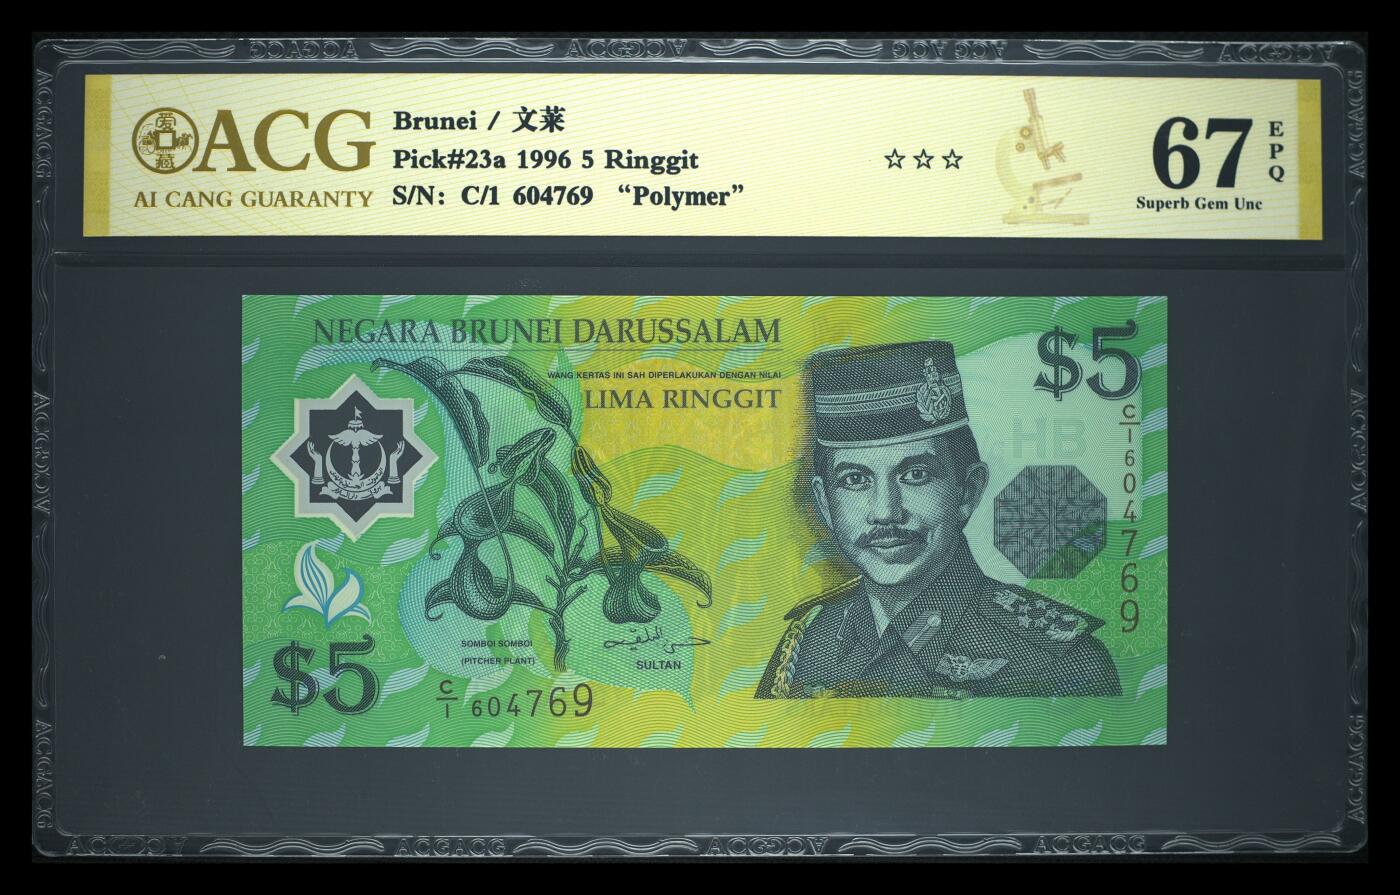 ACG
AI CANG GUARANTY
Brunei / 文莱
Pick#23a 1996 5 Ringgit
S/N: C/1 604769 “Polymer”
☆☆☆
67
EPQ
Superb Gem Unc
NEGARA BRUNEI DARUSSALAM
WANG KERTAS INI SAH DIPERLAKUKAN DENGAN NILAI
LIMA RINGGIT
$5
C/1 604769
HB
SOMBOI SOMBOI
(PITCHER PLANT)
SULTAN
$5
C/1 604769